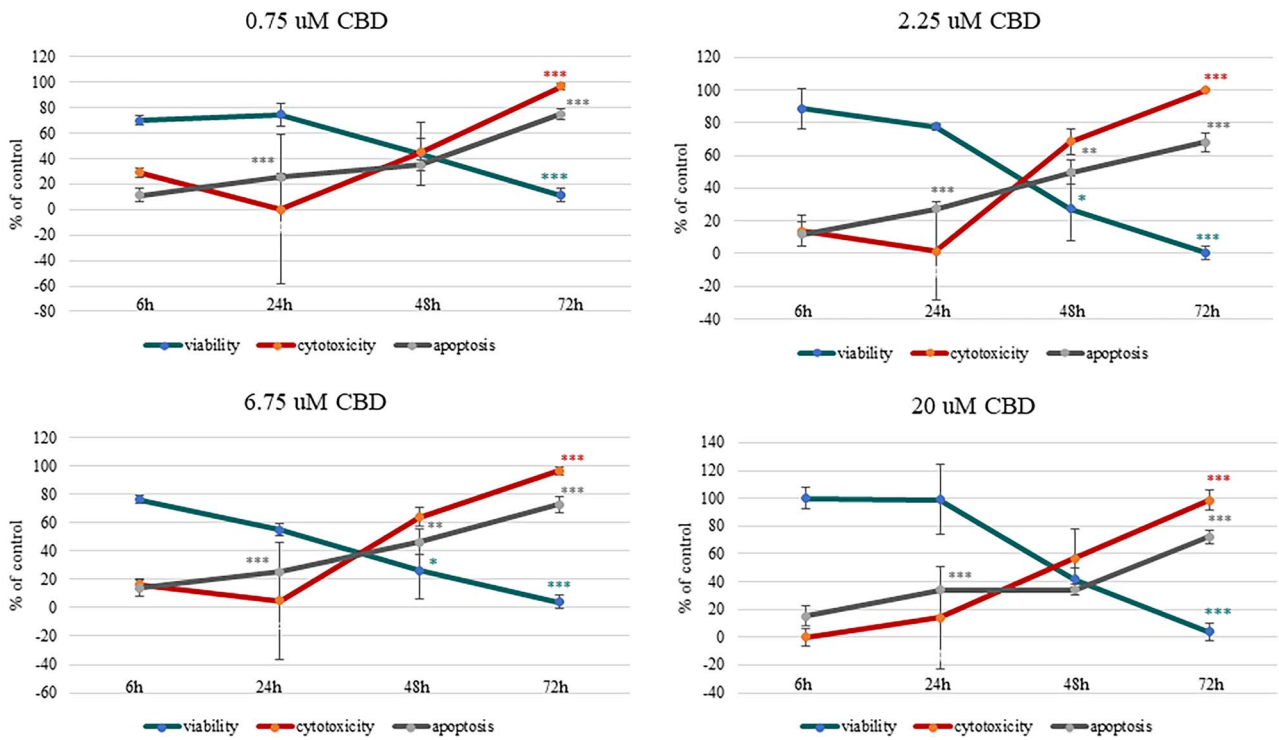 0.75 uM CBD
120
100
80
60
40
20
0
-20
-40
-60
-80
% of control
***
***
***
***
6h
24h
48h
72h
viability
cytotoxicity
apoptosis
2.25 uM CBD
120
100
80
60
40
20
0
-20
-40
% of control
***
***
**
***
*
***
6h
24h
48h
72h
viability
cytotoxicity
apoptosis
6.75 uM CBD
120
100
80
60
40
20
0
-20
-40
-60
% of control
***
***
**
***
*
***
6h
24h
48h
72h
viability
cytotoxicity
apoptosis
20 uM CBD
140
120
100
80
60
40
20
0
-20
-40
% of control
***
***
***
***
6h
24h
48h
72h
viability
cytotoxicity
apoptosis